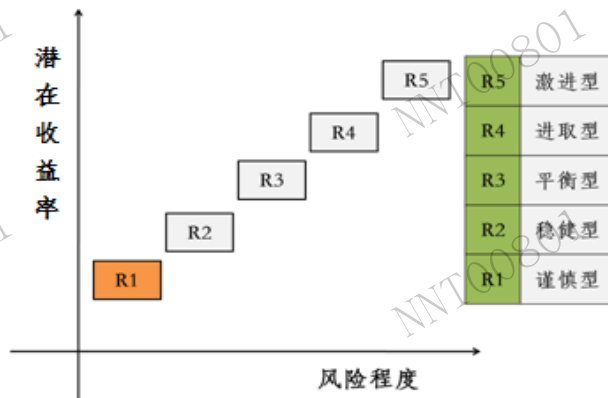 潜在收益率
R5
R4
R3
R2
R1
风险程度
R5 激进型
R4 进取型
R3 平衡型
R2 稳健型
R1 谨慎型
NNT00801
NNT00801